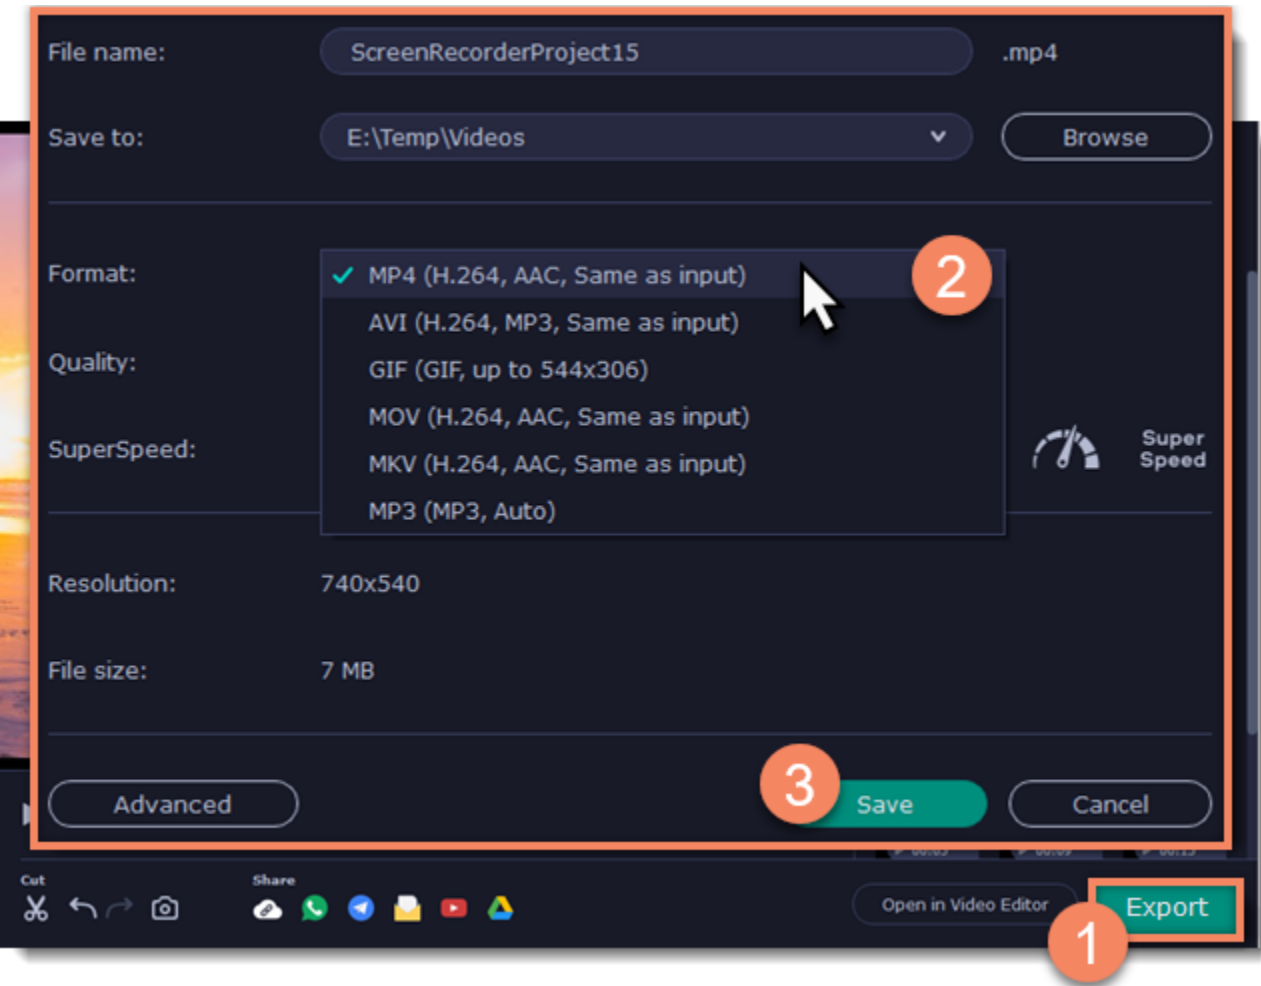 File name: ScreenRecorderProject15 .mp4
Save to: E:\Temp\Videos Browse
Format:
MP4 (H.264, AAC, Same as input) 2
AVI (H.264, MP3, Same as input)
Quality:
GIF (GIF, up to 544x306)
MOV (H.264, AAC, Same as input)
SuperSpeed:
Super
Speed
MKV (H.264, AAC, Same as input)
MP3 (MP3, Auto)
Resolution: 740x540
File size: 7 MB
Advanced 3 Save Cancel
Cut Share
Open in Video Editor 1 Export